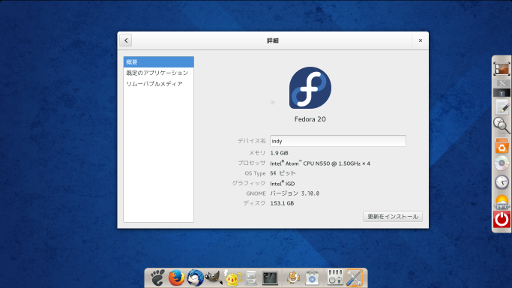 詳細
概要
既定のアプリケーション
リムーバブルメディア
Fedora 20
デバイス名 indy
メモリ 1.9 GiB
プロセッサ Intel® Atom™ CPU N550 @ 1.50GHz × 4
OS Type 64 ビット
グラフィック Intel® IGD
GNOME バージョン 3.10.0
ディスク 153.1 GB
更新をインストール